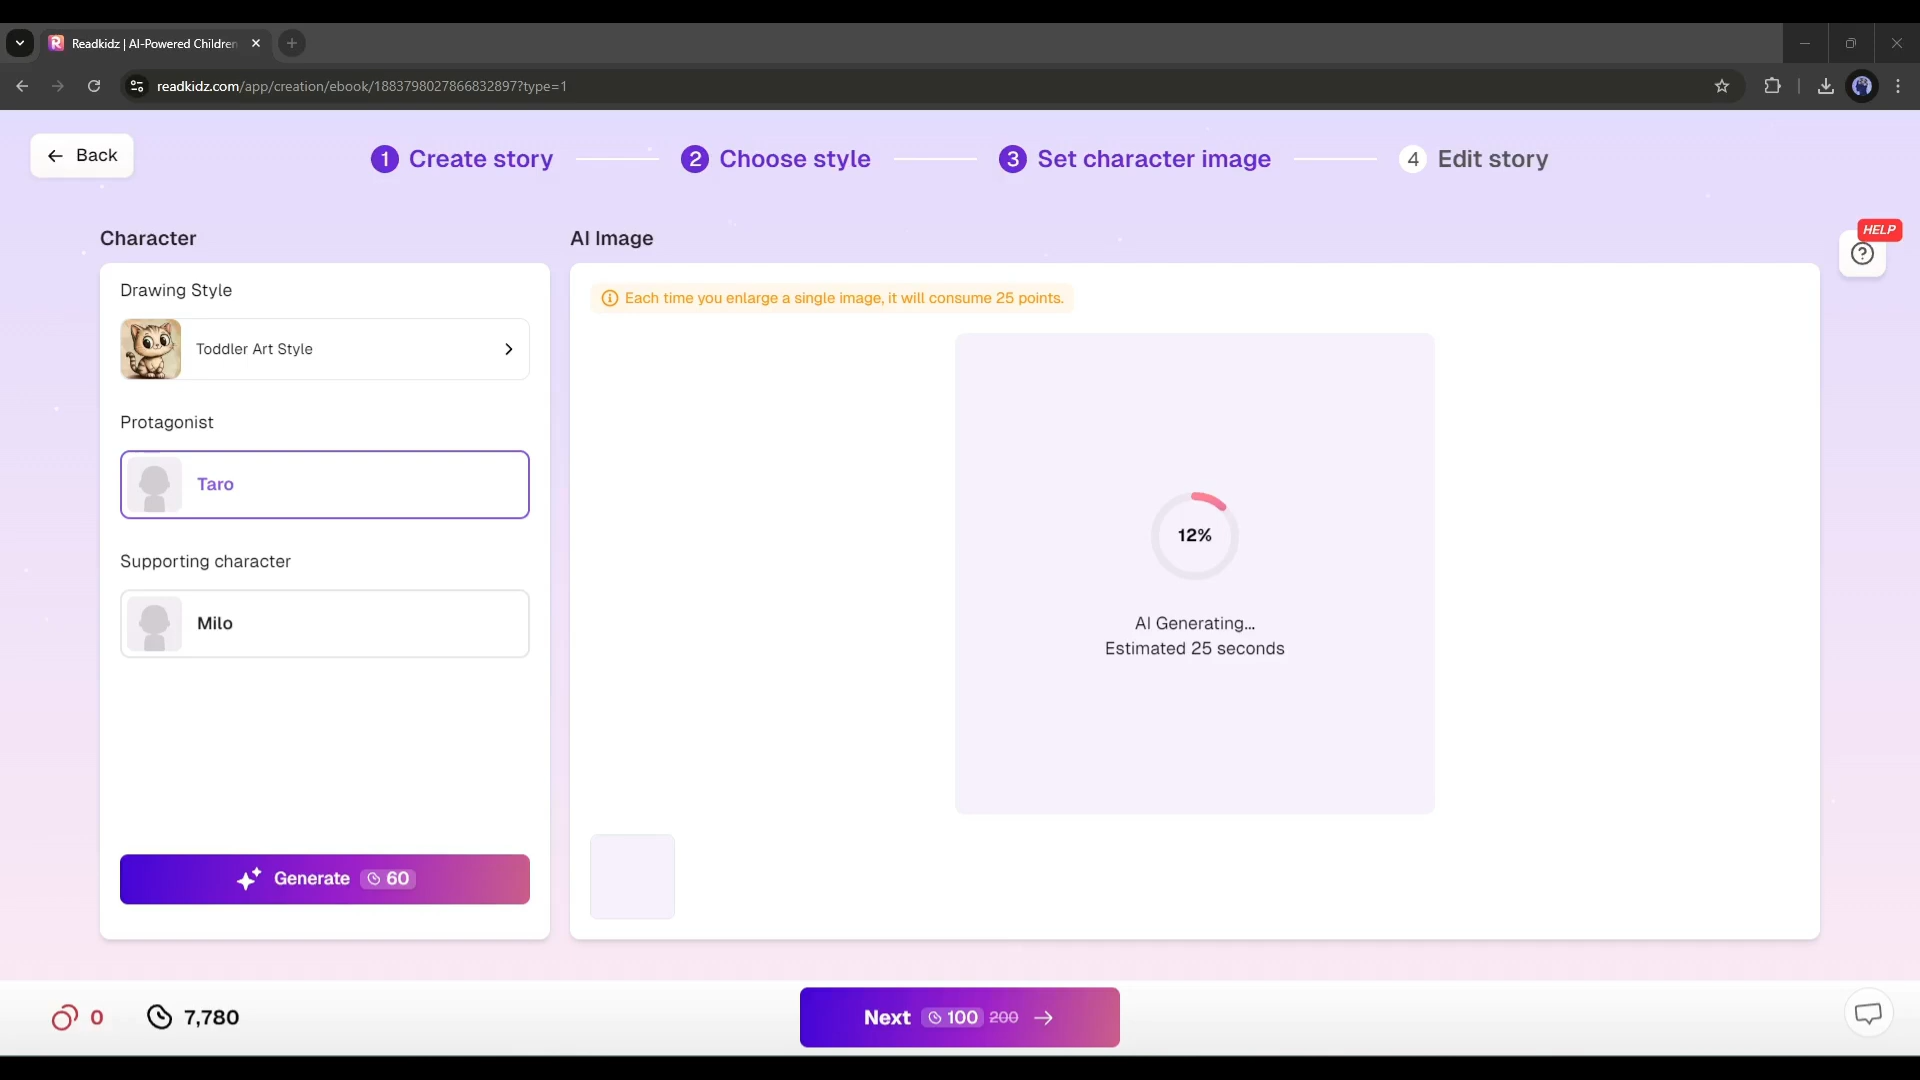 Readkidz | AI-Powered Children
readkidz.com/app/creation/ebook/1883798027866832897?type=1
Back
1 Create story
2 Choose style
3 Set character image
4 Edit story
Character
AI Image
HELP
Drawing Style
Each time you enlarge a single image, it will consume 25 points.
Toddler Art Style
Protagonist
Taro
12%
Supporting character
Milo
AI Generating...
Estimated 25 seconds
Generate 60
0
7,780
Next 100 200